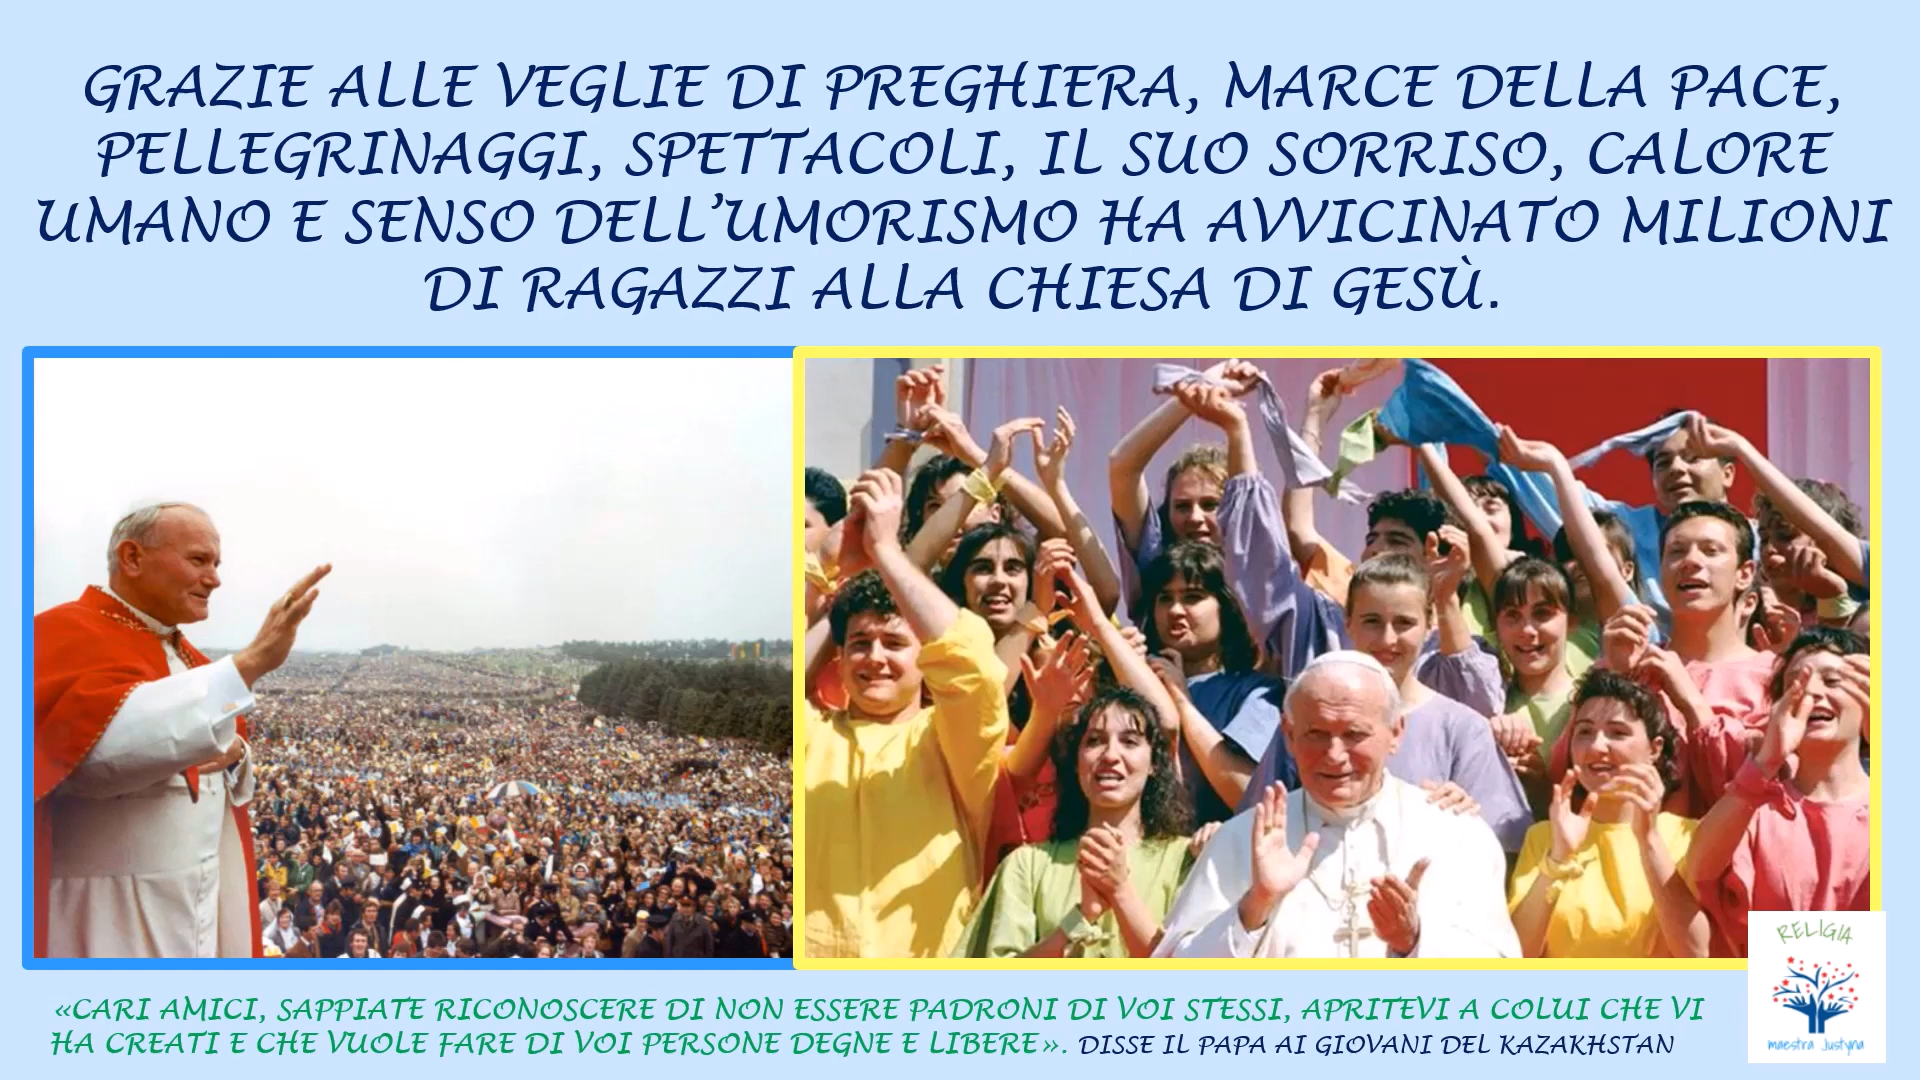 GRAZIE ALLE VEGLIE DI PREGHIERA, MARCE DELLA PACE,
PELLEGRINAGGI, SPETTACOLI, IL SUO SORRISO, CALORE
UMANO E SENSO DELL’UMORISMO HA AVVICINATO MILIONI
DI RAGAZZI ALLA CHIESA DI GESÙ.
«CARI AMICI, SAPPIATE RICONOSCERE DI NON ESSERE PADRONI DI VOI STESSI, APRITEVI A COLUI CHE VI
HA CREATI E CHE VUOLE FARE DI VOI PERSONE DEGNE E LIBERE». DISSE IL PAPA AI GIOVANI DEL KAZAKHSTAN
RELIGIA
maestra Justyna